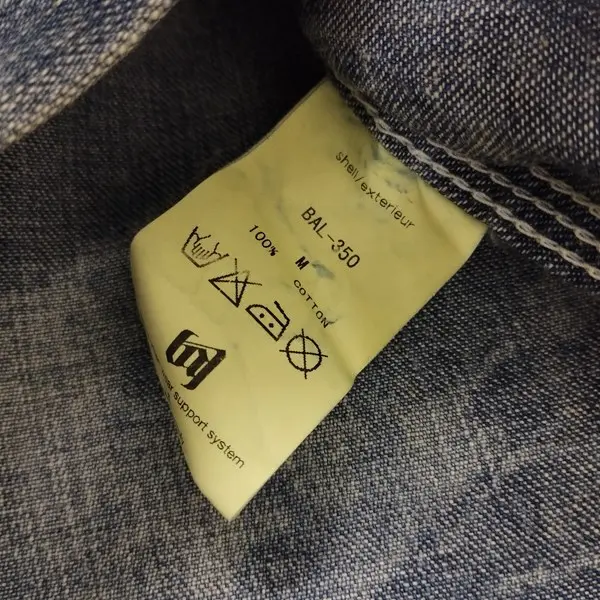 shell/exterieur
BAL-350
M
100% COTTON
support system